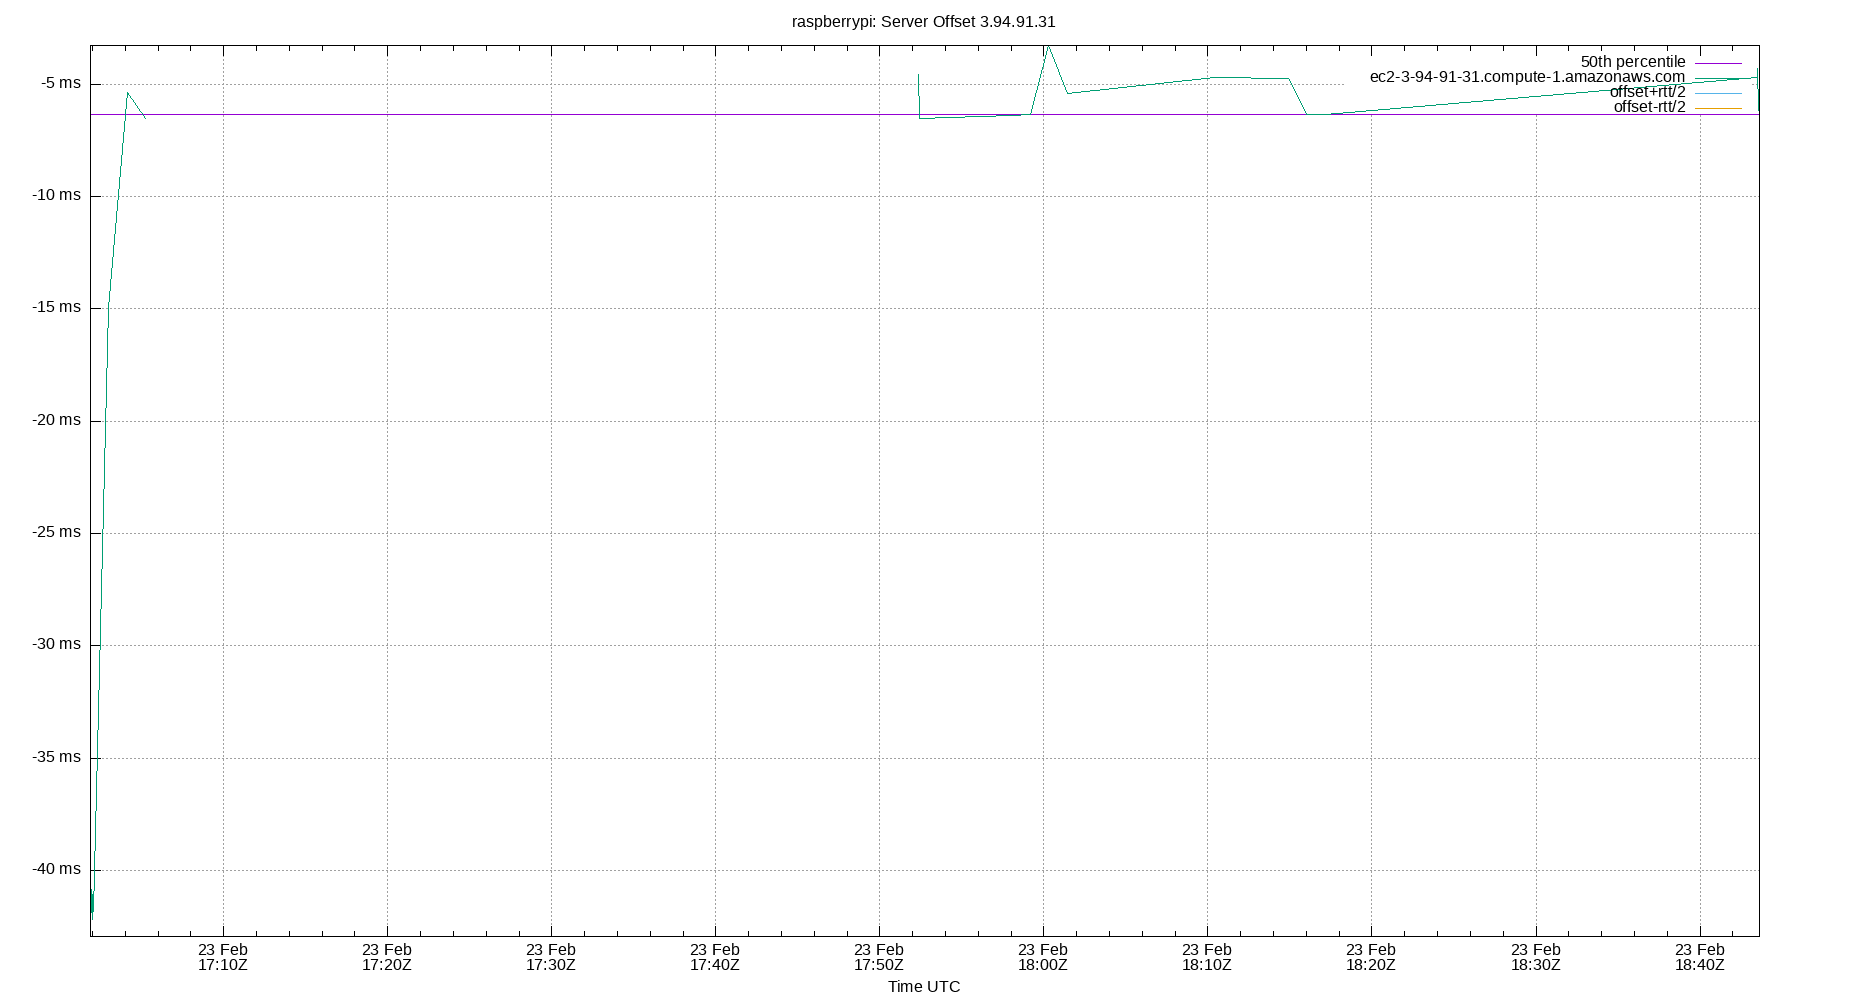 raspberrypi: Server Offset 3.94.91.31
50th percentile
ec2-3-94-91-31.compute-1.amazonaws.com
offset+rtt/2
offset-rtt/2
-5 ms
-10 ms
-15 ms
-20 ms
-25 ms
-30 ms
-35 ms
-40 ms
23 Feb 23 Feb 23 Feb 23 Feb 23 Feb 23 Feb 23 Feb 23 Feb 23 Feb 23 Feb
17:10Z 17:20Z 17:30Z 17:40Z 17:50Z 18:00Z 18:10Z 18:20Z 18:30Z 18:40Z
Time UTC